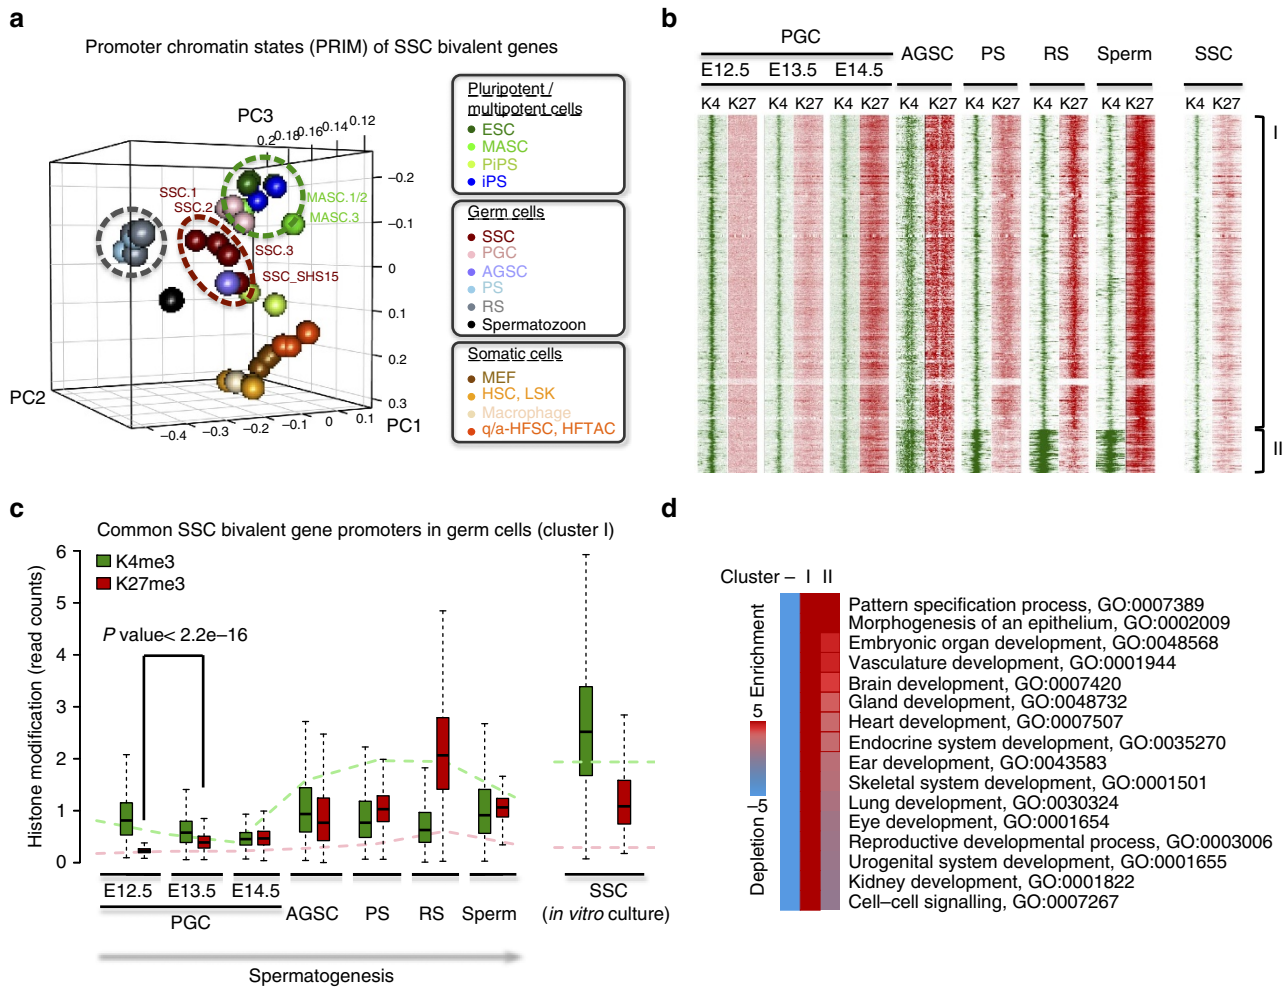 a
Promoter chromatin states (PRIM) of SSC bivalent genes
PC3
0.2 0.18 0.16 0.14 0.12
−0.2
−0.1
0
0.1
0.2
0.3
PC2
PC1
−0.4 −0.3 −0.2 −0.1 0 0.1
SSC.1
SSC.2
SSC.3
SSC_SHS15
MASC.1/2
MASC.3
Pluripotent /
multipotent cells
ESC
MASC
PiPS
iPS
Germ cells
SSC
PGC
AGSC
PS
RS
Spermatozoon
Somatic cells
MEF
HSC, LSK
Macrophage
q/a-HFSC, HFTAC
b
PGC
AGSC PS RS Sperm SSC
E12.5 E13.5 E14.5
K4 K27 K4 K27 K4 K27 K4 K27 K4 K27 K4 K27 K4 K27 K4 K27
I
II
c
Common SSC bivalent gene promoters in germ cells (cluster I)
Histone modification (read counts)
6
5
4
3
2
1
0
K4me3
K27me3
P value< 2.2e−16
E12.5 E13.5 E14.5
PGC
AGSC PS RS Sperm
SSC
(in vitro culture)
Spermatogenesis
d
Cluster – I II
Depletion Enrichment
5
−5
Pattern specification process, GO:0007389
Morphogenesis of an epithelium, GO:0002009
Embryonic organ development, GO:0048568
Vasculature development, GO:0001944
Brain development, GO:0007420
Gland development, GO:0048732
Heart development, GO:0007507
Endocrine system development, GO:0035270
Ear development, GO:0043583
Skeletal system development, GO:0001501
Lung development, GO:0030324
Eye development, GO:0001654
Reproductive developmental process, GO:0003006
Urogenital system development, GO:0001655
Kidney development, GO:0001822
Cell–cell signalling, GO:0007267